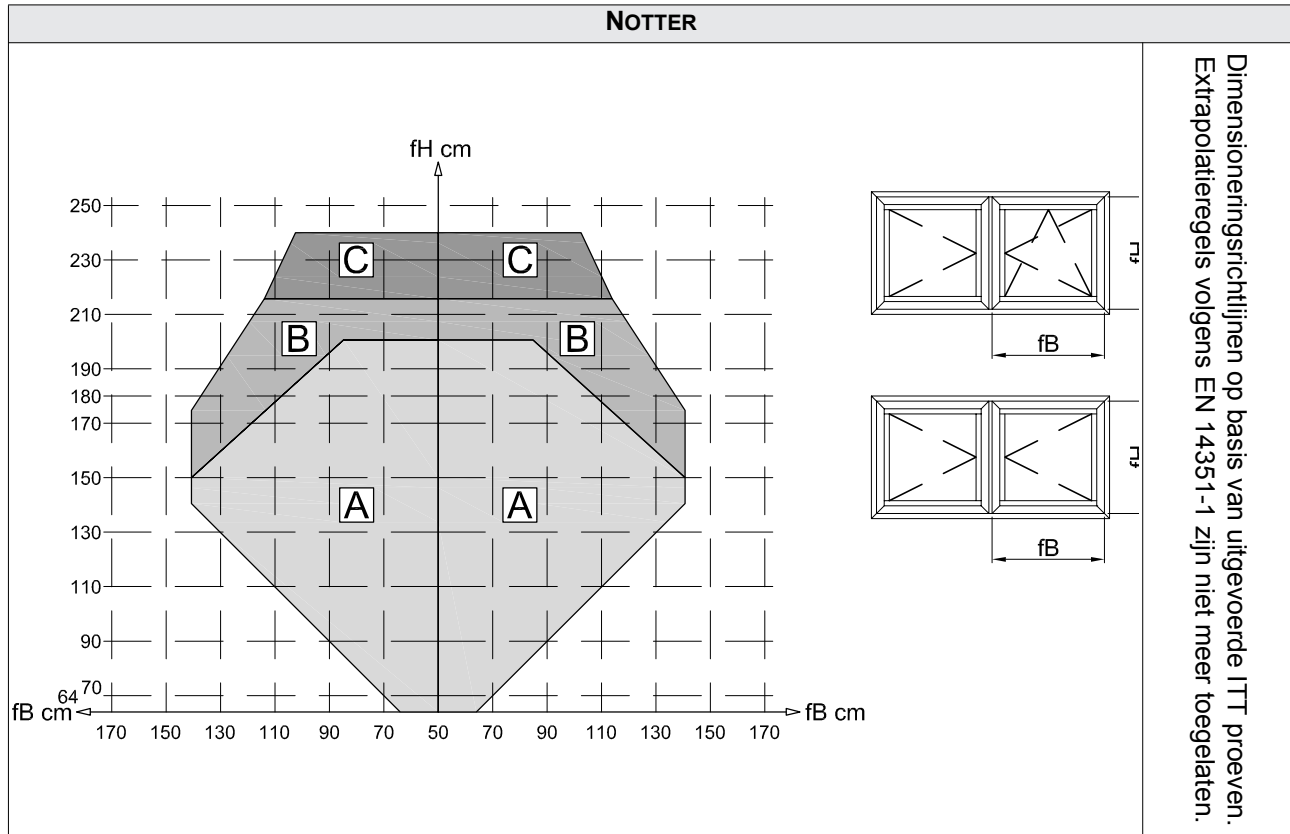 NOTTER
fH cm
250
230
210
190
180
170
150
130
110
90
70
64
C C
B B
A A
fB cm fB cm
170 150 130 110 90 70 50 70 90 110 130 150 170
fH
fB
fH
fB
Dimensioneringsrichtlijnen op basis van uitgevoerde ITT proeven.
Extrapolatieregels volgens EN 14351-1 zijn niet meer toegelaten.